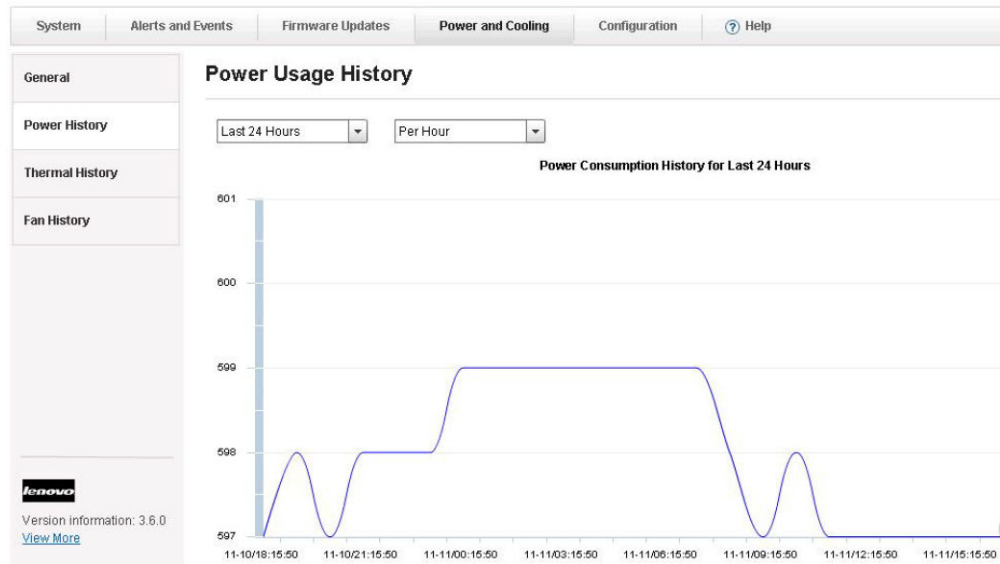 System Alerts and Events Firmware Updates Power and Cooling Configuration ? Help
General
Power History
Thermal History
Fan History
Power Usage History
Last 24 Hours Per Hour
Power Consumption History for Last 24 Hours
601
600
599
598
597
11-10/18:15:50 11-10/21:15:50 11-11/00:15:50 11-11/03:15:50 11-11/06:15:50 11-11/09:15:50 11-11/12:15:50 11-11/15:15:50
lenovo
Version information: 3.6.0
View More